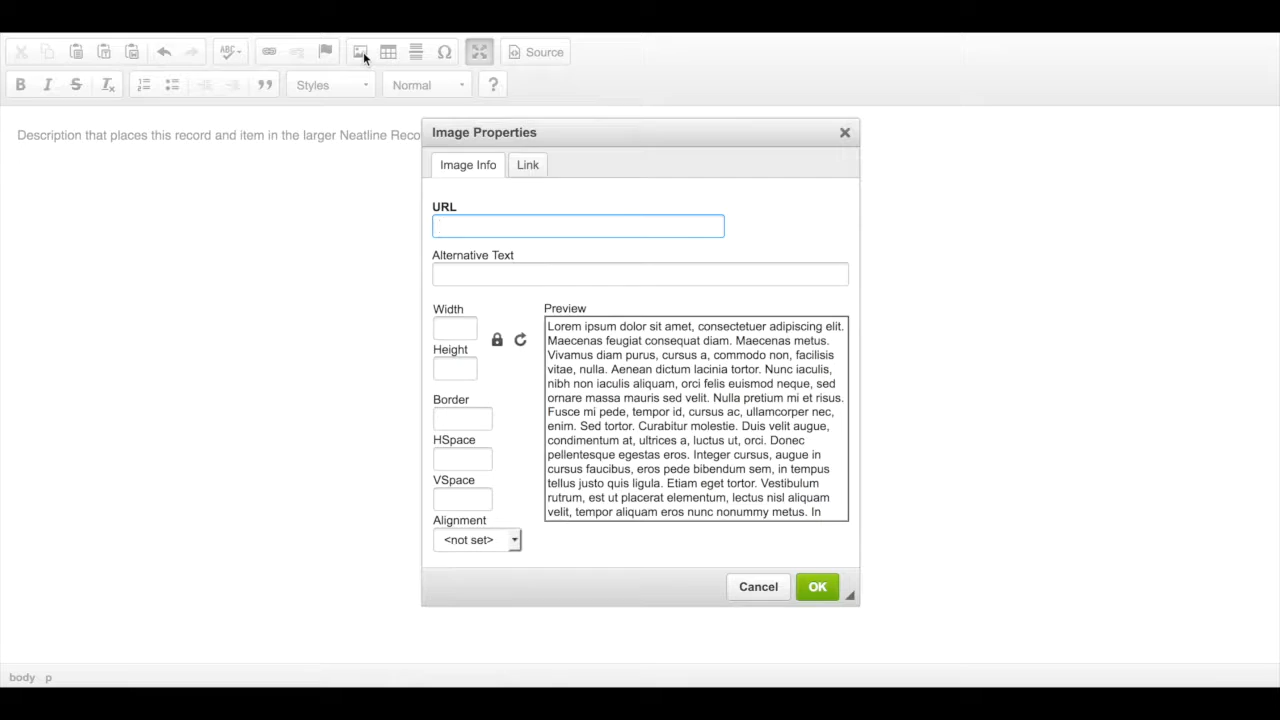 ABC
Source
B I S Tx
Styles
Normal
?
Description that places this record and item in the larger Neatline Reco
Image Properties
Image Info
Link
URL
Alternative Text
Width
Height
Border
HSpace
VSpace
Alignment
<not set>
Preview
Lorem ipsum dolor sit amet, consectetuer adipiscing elit.
Maecenas feugiat consequat diam. Maecenas metus.
Vivamus diam purus, cursus a, commodo non, facilisis
vitae, nulla. Aenean dictum lacinia tortor. Nunc iaculis,
nibh non iaculis aliquam, orci felis euismod neque, sed
ornare massa mauris sed velit. Nulla pretium mi et risus.
Fusce mi pede, tempor id, cursus ac, ullamcorper nec,
enim. Sed tortor. Curabitur molestie. Duis velit augue,
condimentum at, ultrices a, luctus ut, orci. Donec
pellentesque egestas eros. Integer cursus, augue in
cursus faucibus, eros pede bibendum sem, in tempus
tellus justo quis ligula. Etiam eget tortor. Vestibulum
rutrum, est ut placerat elementum, lectus nisl aliquam
velit, tempor aliquam eros nunc nonummy metus. In
Cancel
OK
body p